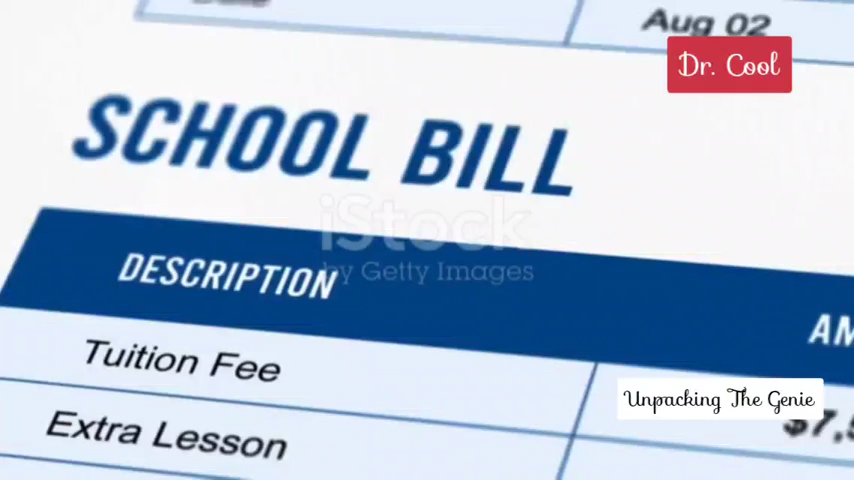 Aug 02
Dr. Cool
SCHOOL BILL
iStock
by Getty Images
DESCRIPTION
Tuition Fee
Unpacking The Genie
Extra Lesson